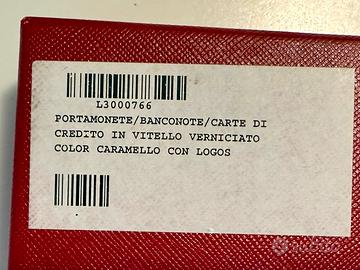 L3000766
PORTAMONETE/BANCONOTE/CARTE DI
CREDITO IN VITELLO VERNICIATO
COLOR CARAMELLO CON LOGOS